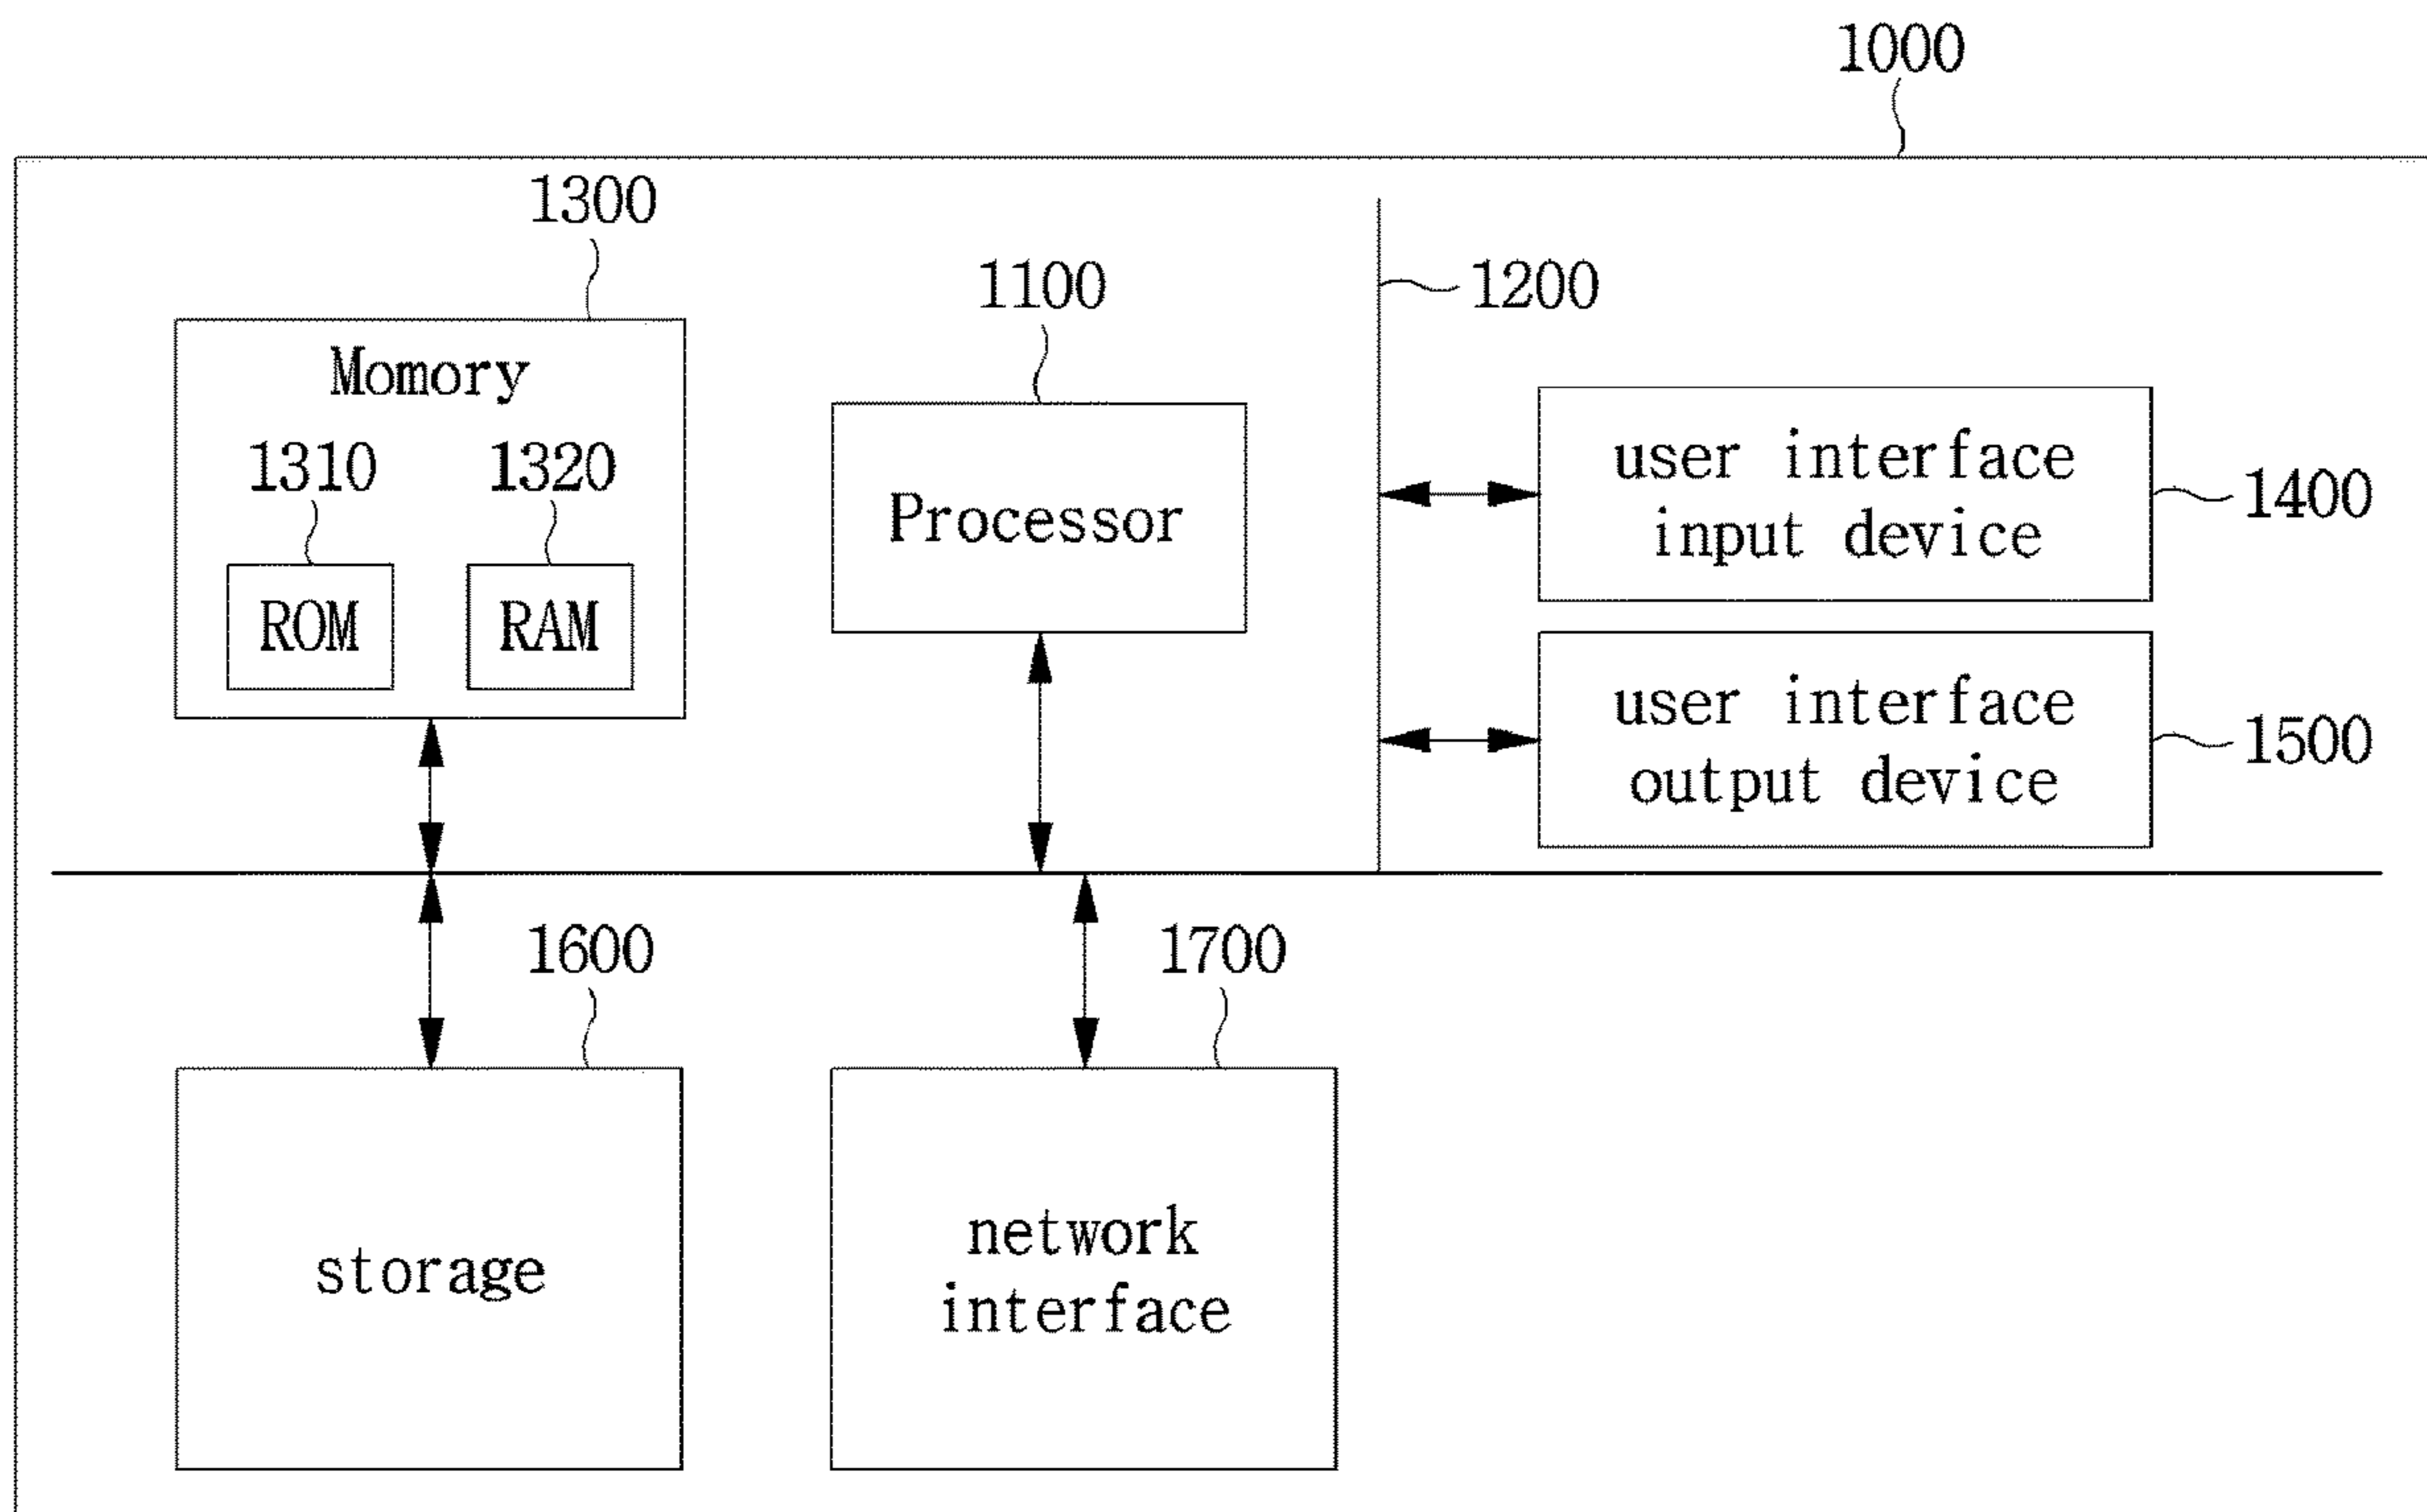 1000
1300
1100
1200
Momory
1310
1320
ROM
RAM
Processor
user interface
input device
1400
user interface
output device
1500
1600
1700
storage
network
interface